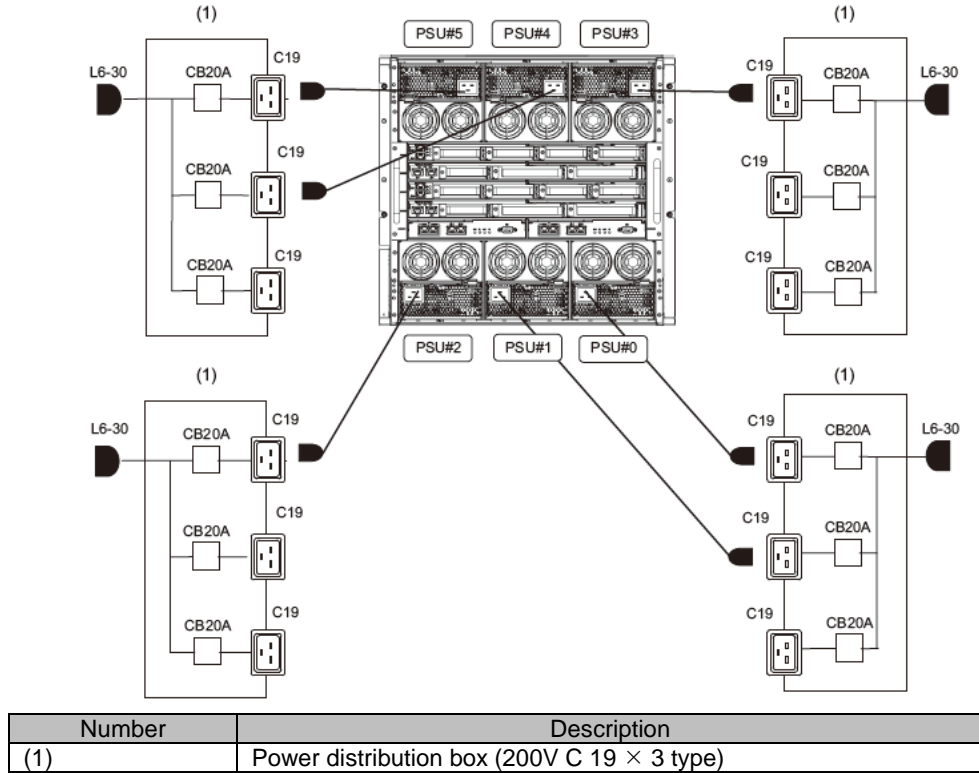 (1)
PSU#5
PSU#4
PSU#3
(1)
L6-30
CB20A
C19
C19
CB20A
L6-30
CB20A
C19
C19
CB20A
CB20A
C19
C19
CB20A
PSU#2
PSU#1
PSU#0
(1)
(1)
L6-30
CB20A
C19
C19
CB20A
L6-30
CB20A
C19
C19
CB20A
CB20A
C19
C19
CB20A
Number
Description
(1)
Power distribution box (200V C 19 × 3 type)